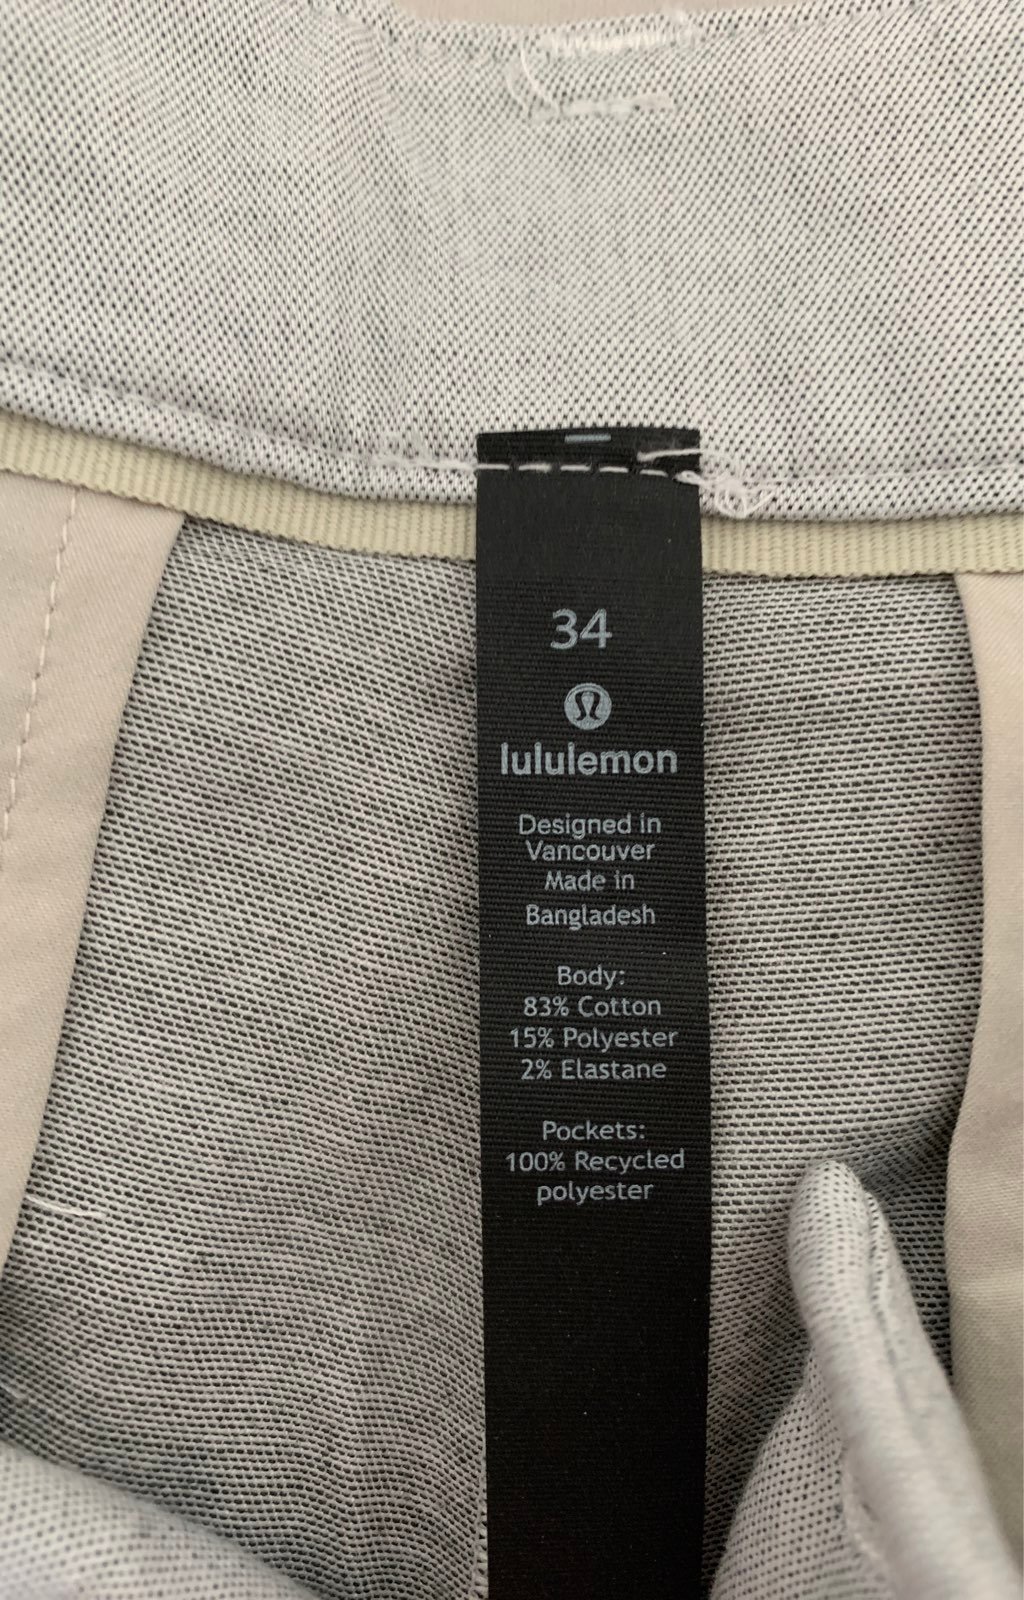 34
lululemon
Designed in
Vancouver
Made in
Bangladesh
Body:
83% Cotton
15% Polyester
2% Elastane
Pockets:
100% Recycled
polyester